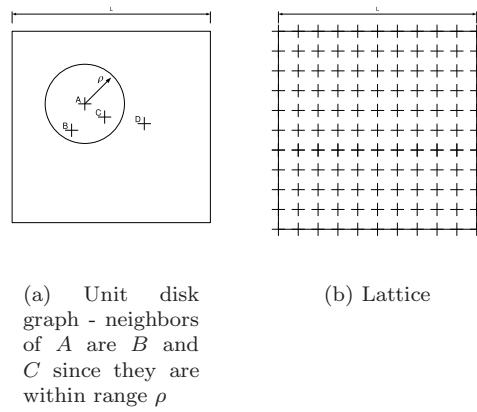 L
L
ρ
A
C
B
D
(a) Unit disk
graph - neighbors
of A are B and
C since they are
within range ρ
(b) Lattice